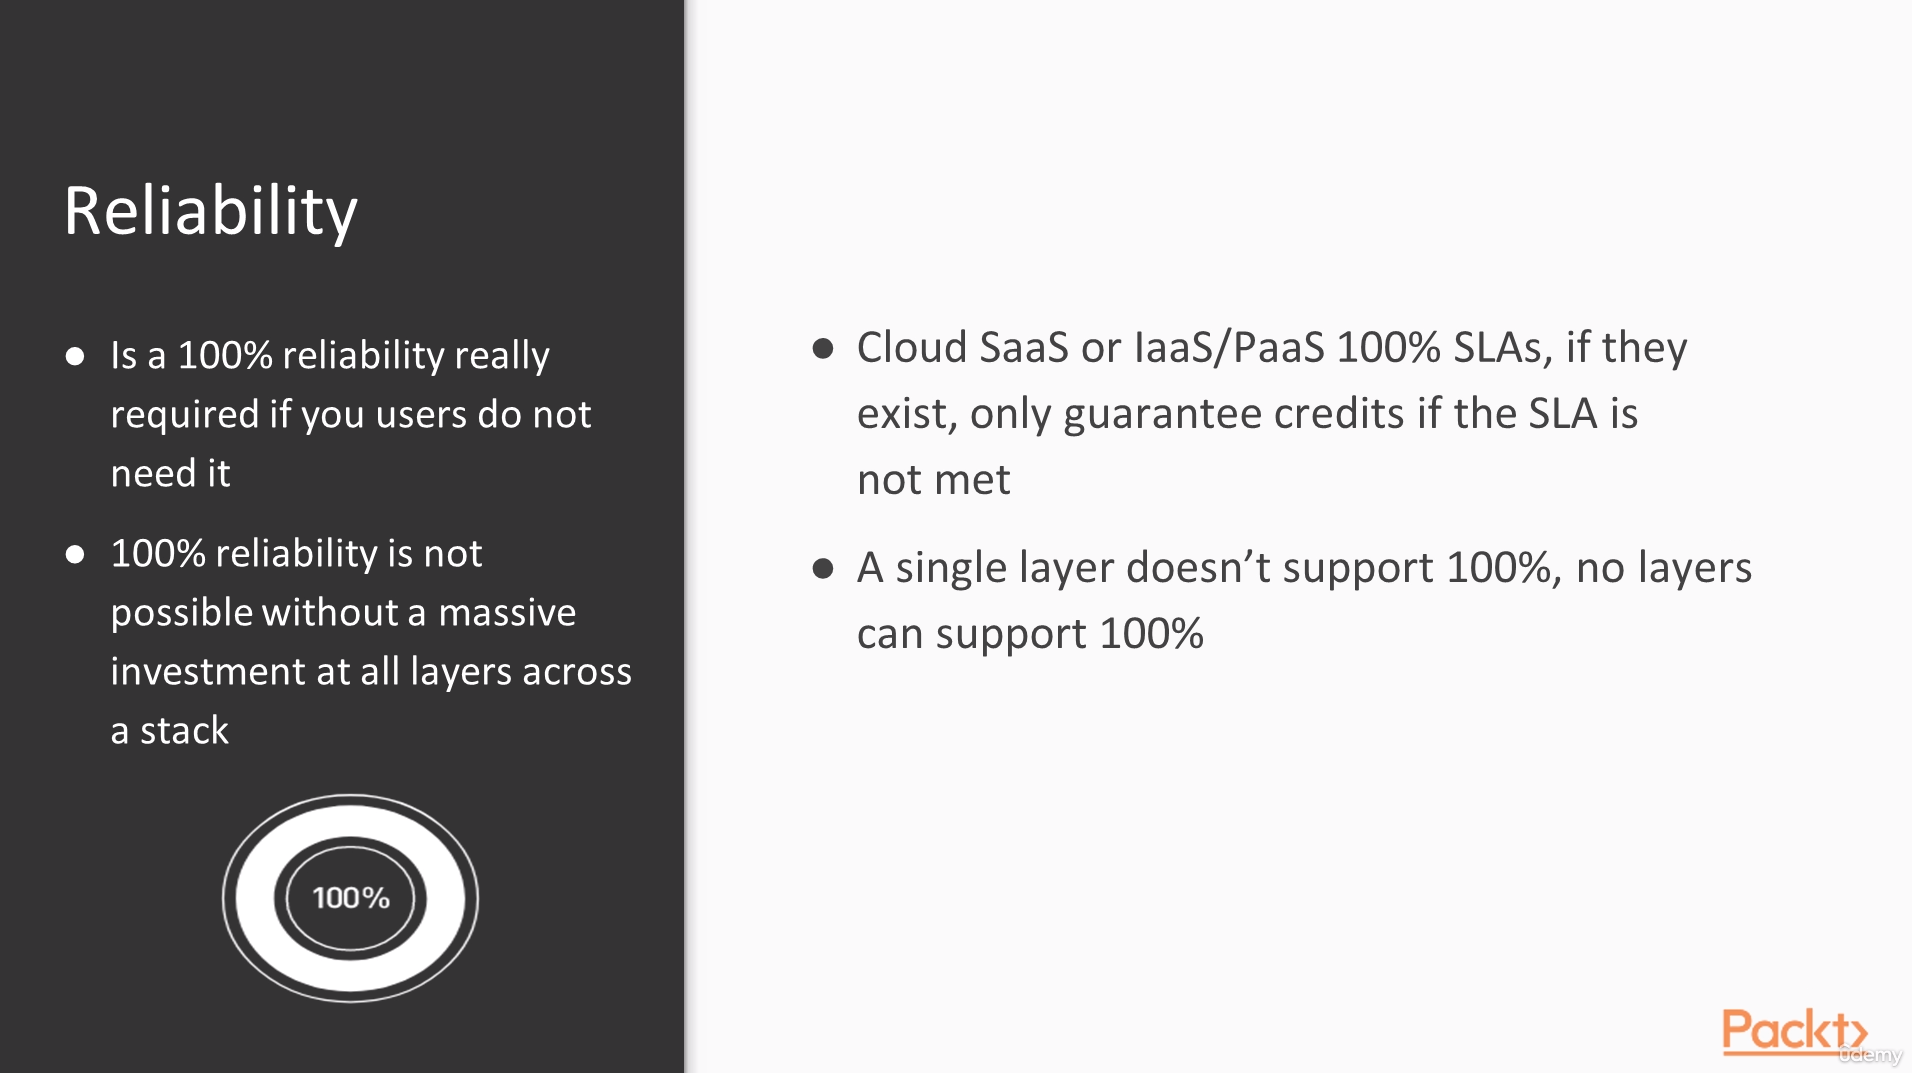 Reliability
● Is a 100% reliability really
required if you users do not
need it
● 100% reliability is not
possible without a massive
investment at all layers across
a stack
100%
● Cloud SaaS or IaaS/PaaS 100% SLAs, if they
exist, only guarantee credits if the SLA is
not met
● A single layer doesn’t support 100%, no layers
can support 100%
Packt>
ûdemy